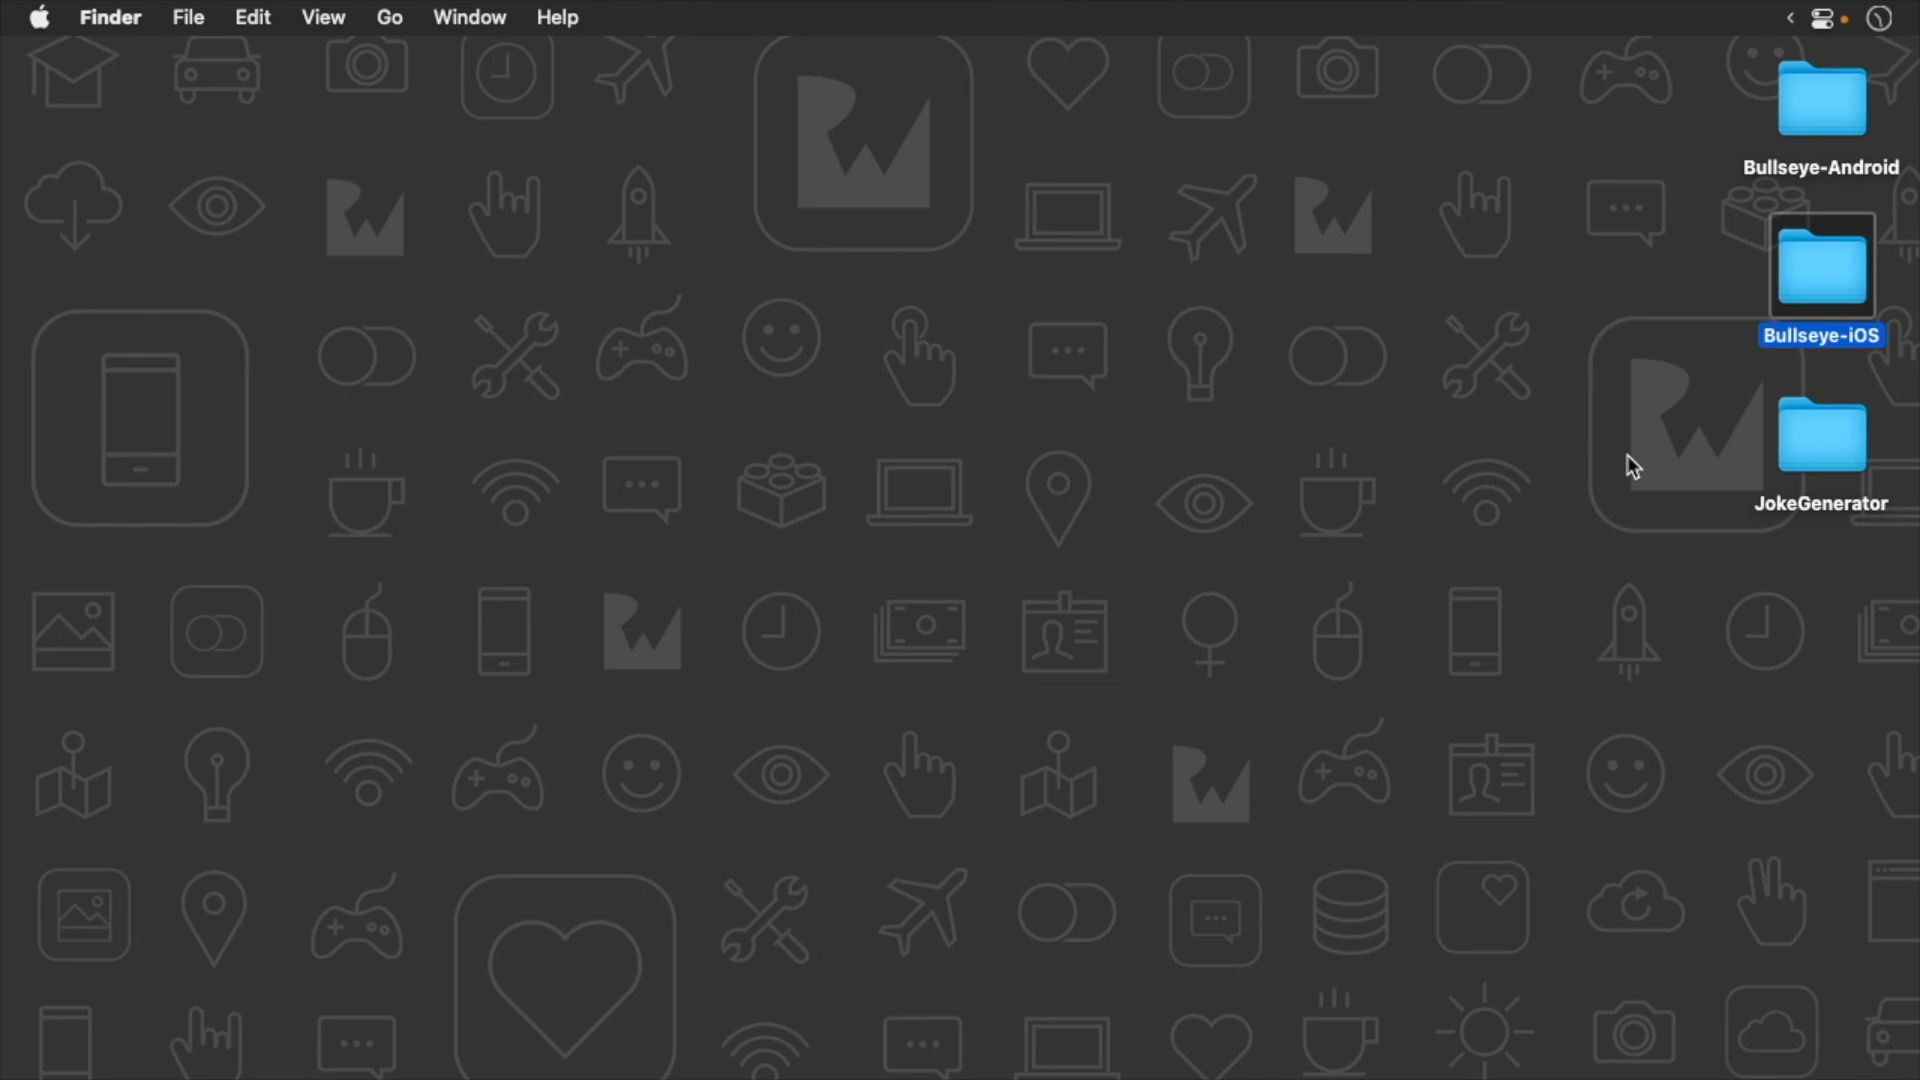 Finder File Edit View Go Window Help
Bullseye-Android
Bullseye-iOS
JokeGenerator